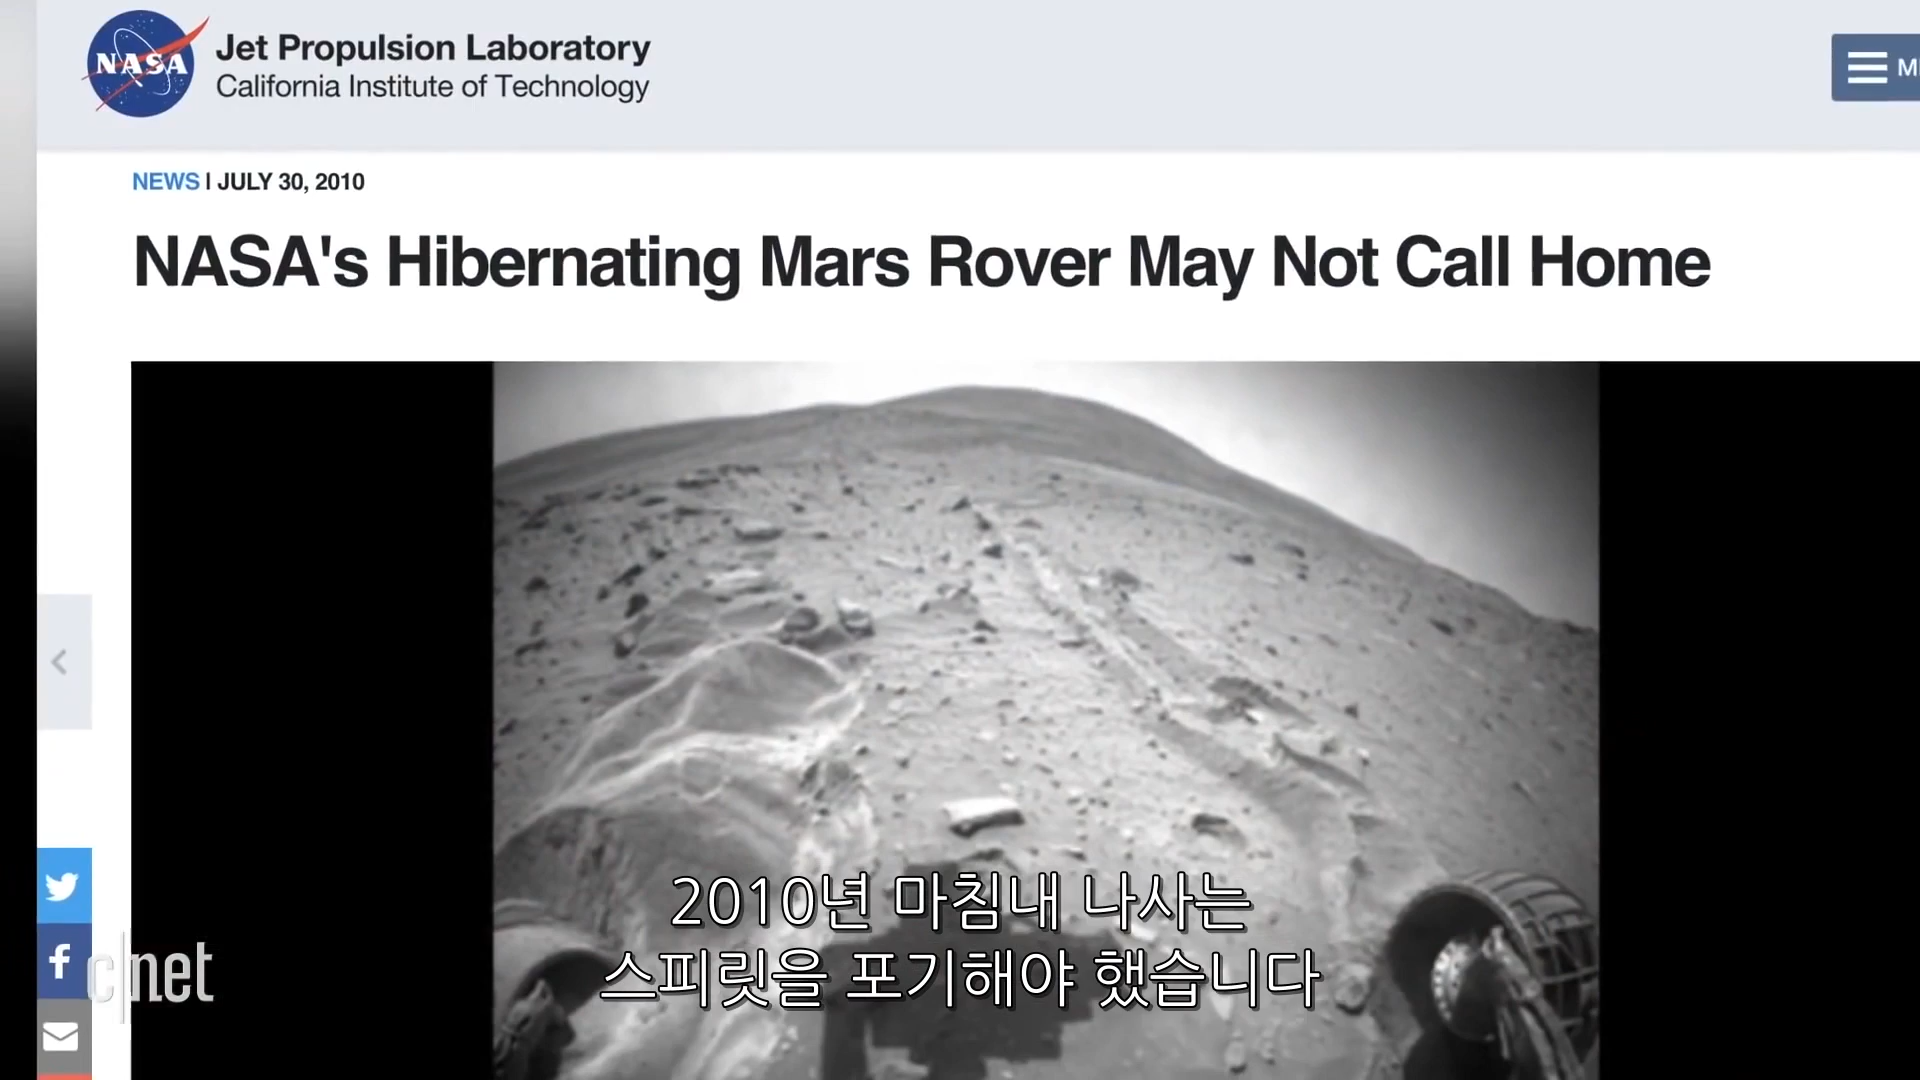 NASA
Jet Propulsion Laboratory
California Institute of Technology
NEWS | JULY 30, 2010
NASA's Hibernating Mars Rover May Not Call Home
2010년 마침내 나사는
스피릿을 포기해야 했습니다
c|net